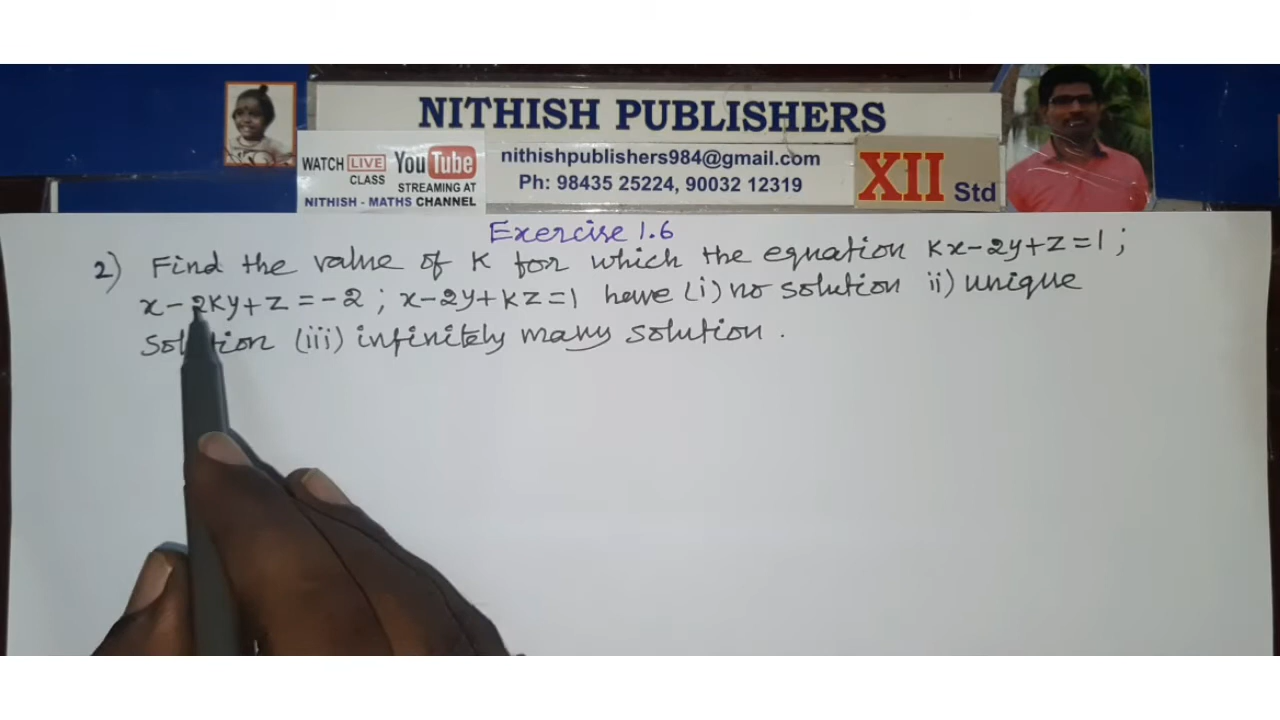 NITHISH PUBLISHERS
WATCH LIVE YouTube
CLASS STREAMING AT
NITHISH - MATHS CHANNEL
nithishpublishers984@gmail.com
Ph: 98435 25224, 90032 12319
XII Std
Exercise 1.6
2) Find the value of K for which the equation Kx-2y+z=1;
x-2Ky+z=-2; x-2y+kz=1 have (i) no solution ii) unique
solution (iii) infinitely many solution.